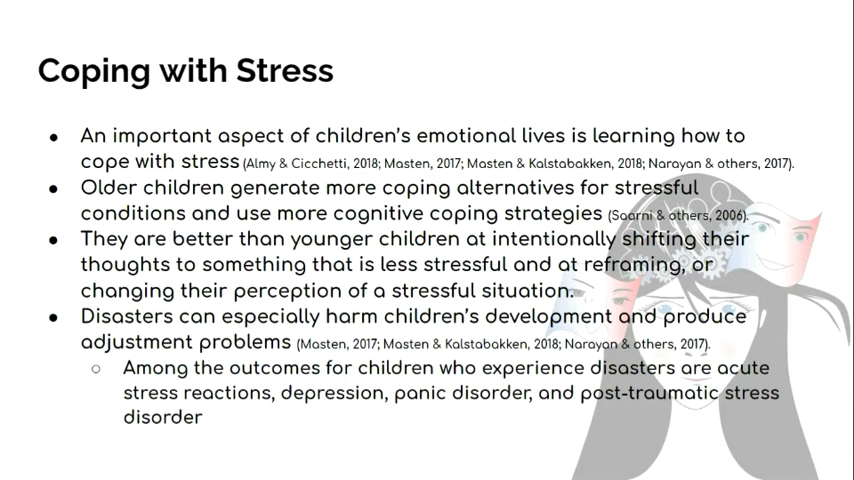 Coping with Stress
● An important aspect of children's emotional lives is learning how to
cope with stress (Almy & Cicchetti, 2018; Masten, 2017; Masten & Kalstabakken, 2018; Narayan & others, 2017).
● Older children generate more coping alternatives for stressful
conditions and use more cognitive coping strategies (Saarni & others, 2006).
● They are better than younger children at intentionally shifting their
thoughts to something that is less stressful and at reframing, or
changing their perception of a stressful situation.
● Disasters can especially harm children's development and produce
adjustment problems (Masten, 2017; Masten & Kalstabakken, 2018; Narayan & others, 2017).
○ Among the outcomes for children who experience disasters are acute
stress reactions, depression, panic disorder, and post-traumatic stress
disorder